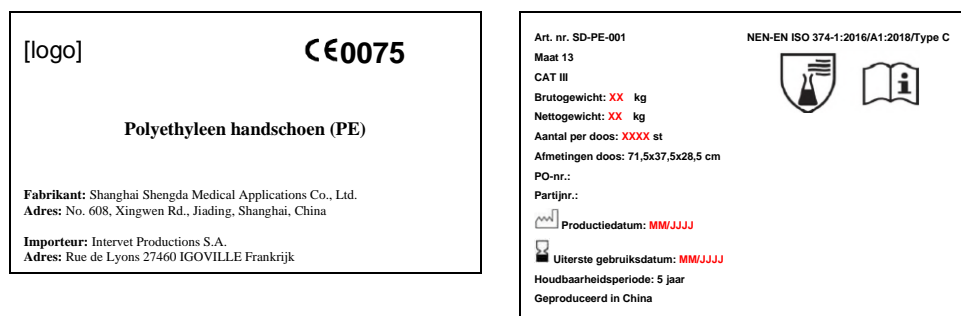 [logo]
CE0075
Polyethyleen handschoen (PE)
Fabrikant: Shanghai Shengda Medical Applications Co., Ltd.
Adres: No. 608, Xingwen Rd., Jiading, Shanghai, China
Importeur: Intervet Productions S.A.
Adres: Rue de Lyons 27460 IGOVILLE Frankrijk
Art. nr. SD-PE-001
NEN-EN ISO 374-1:2016/A1:2018/Type C
Maat 13
CAT III
Brutogewicht: XX kg
Nettogewicht: XX kg
Aantal per doos: XXXX st
Afmetingen doos: 71,5x37,5x28,5 cm
PO-nr.:
Partijnr.:
Productiedatum: MM/JJJJ
Uiterste gebruiksdatum: MM/JJJJ
Houdbaarheidsperiode: 5 jaar
Geproduceerd in China